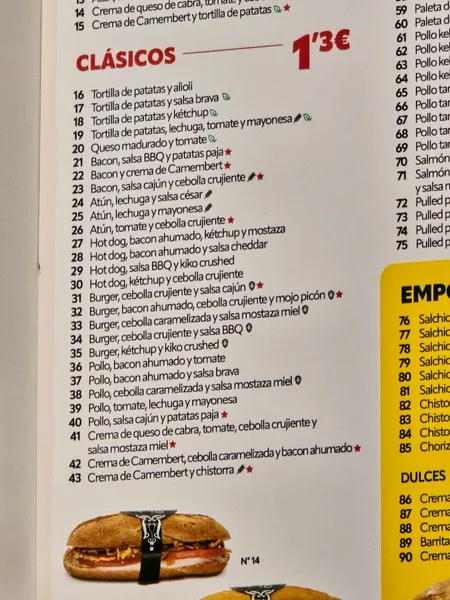 14 Crema de queso de cabra, tomate y
15 Crema de Camembert y tortilla de patatas
CLÁSICOS 1'3€
16 Tortilla de patatas y alioli
17 Tortilla de patatas y salsa brava
18 Tortilla de patatas y kétchup
19 Tortilla de patatas, lechuga, tomate y mayonesa
20 Queso madurado y tomate
21 Bacon, salsa BBQ y patatas paja
22 Bacon y crema de Camembert
23 Bacon, salsa cajún y cebolla crujiente
24 Atún, lechuga y salsa césar
25 Atún, lechuga y mayonesa
26 Atún, tomate y cebolla crujiente
27 Hot dog, bacon ahumado, kétchup y mostaza
28 Hot dog, bacon ahumado y salsa cheddar
29 Hot dog, salsa BBQ y kiko crushed
30 Hot dog, kétchup y cebolla crujiente
31 Burger, cebolla crujiente y salsa cajún
32 Burger, bacon ahumado, cebolla crujiente y mojo picón
33 Burger, cebolla caramelizada y salsa mostaza miel
34 Burger, cebolla crujiente y salsa BBQ
35 Burger, kétchup y kiko crushed
36 Pollo, bacon ahumado y tomate
37 Pollo, bacon ahumado y salsa brava
38 Pollo, cebolla caramelizada y salsa mostaza miel
39 Pollo, tomate, lechuga y mayonesa
40 Pollo, salsa cajún y patatas paja
41 Crema de queso de cabra, tomate, cebolla crujiente y
salsa mostaza miel
42 Crema de Camembert, cebolla caramelizada y bacon ahumado
43 Crema de Camembert y chistorra
Nº 14
59 Paleta d
60 Paleta d
61 Pollo ke
62 Pollo ke
63 Pollo ke
64 Pollo ke
65 Pollo tar
66 Pollo tar
67 Pollo tar
68 Pollo tar
69 Pollo tar
70 Salmón
71 Salmón
y salsa m
72 Pulled p
73 Pulled p
74 Pulled p
75 Pulled p
EMPO
76 Salchic
77 Salchic
78 Salchic
79 Salchic
80 Salchic
81 Salchic
82 Chisto
83 Chisto
84 Chisto
85 Choriz
DULCES
86 Crema
87 Crema
88 Crema
89 Barrita
90 Crema